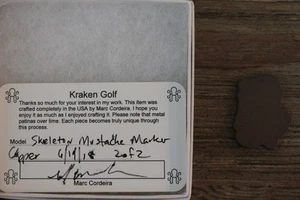 Kraken Golf
Thanks so much for your interest in my work. This item was
crafted completely in the USA by Marc Cordeira. I hope you
enjoy it as much as I enjoyed crafting it. Please note that metal
patinas over time. Each piece becomes truly unique through
this process.
Model Skeleton Mustache Marker
Copper 6/19/18 2 of 2
Marc Cordeira